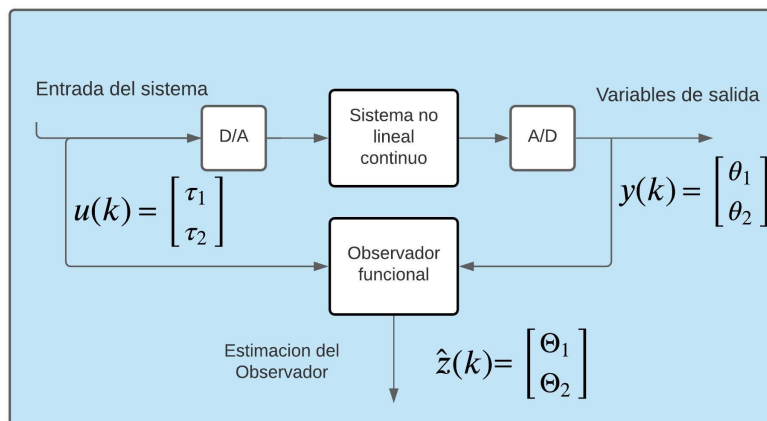 Entrada del sistema
D/A
Sistema no
lineal
continuo
A/D
Variables de salida
u(k) = [τ1
τ2]
y(k) = [θ1
θ2]
Observador
funcional
Estimacion del
Observador
ẑ(k)= [Θ1
Θ2]